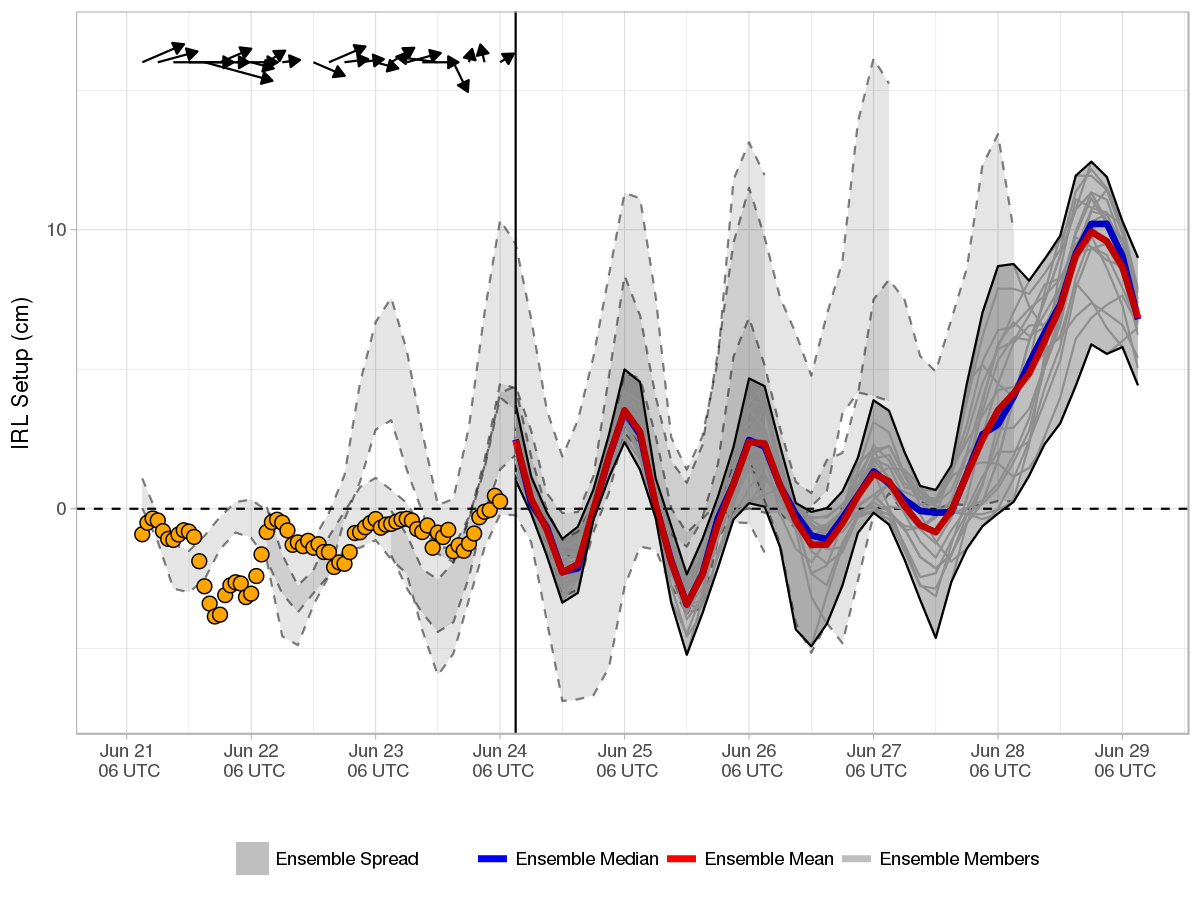 IRL Setup (cm)
10
0
Jun 21 Jun 22 Jun 23 Jun 24 Jun 25 Jun 26 Jun 27 Jun 28 Jun 29
06 UTC 06 UTC 06 UTC 06 UTC 06 UTC 06 UTC 06 UTC 06 UTC 06 UTC
Ensemble Spread Ensemble Median Ensemble Mean Ensemble Members